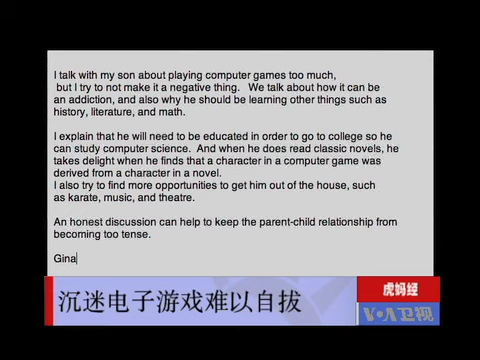 I talk with my son about playing computer games too much,
but I try to not make it a negative thing. We talk about how it can be
an addiction, and also why he should be learning other things such as
history, literature, and math.
I explain that he will need to be educated in order to go to college so he
can study computer science. And when he does read classic novels, he
takes delight when he finds that a character in a computer game was
derived from a character in a novel.
I also try to find more opportunities to get him out of the house, such
as karate, music, and theatre.
An honest discussion can help to keep the parent-child relationship from
becoming too tense.
Gina
虎妈经
沉迷电子游戏难以自拔
VOA卫视